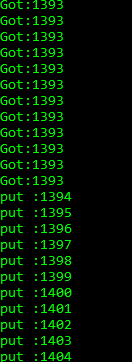 Got:1393
Got:1393
Got:1393
Got:1393
Got:1393
Got:1393
Got:1393
Got:1393
Got:1393
Got:1393
Got:1393
Got:1393
put :1394
put :1395
put :1396
put :1397
put :1398
put :1399
put :1400
put :1401
put :1402
put :1403
put :1404